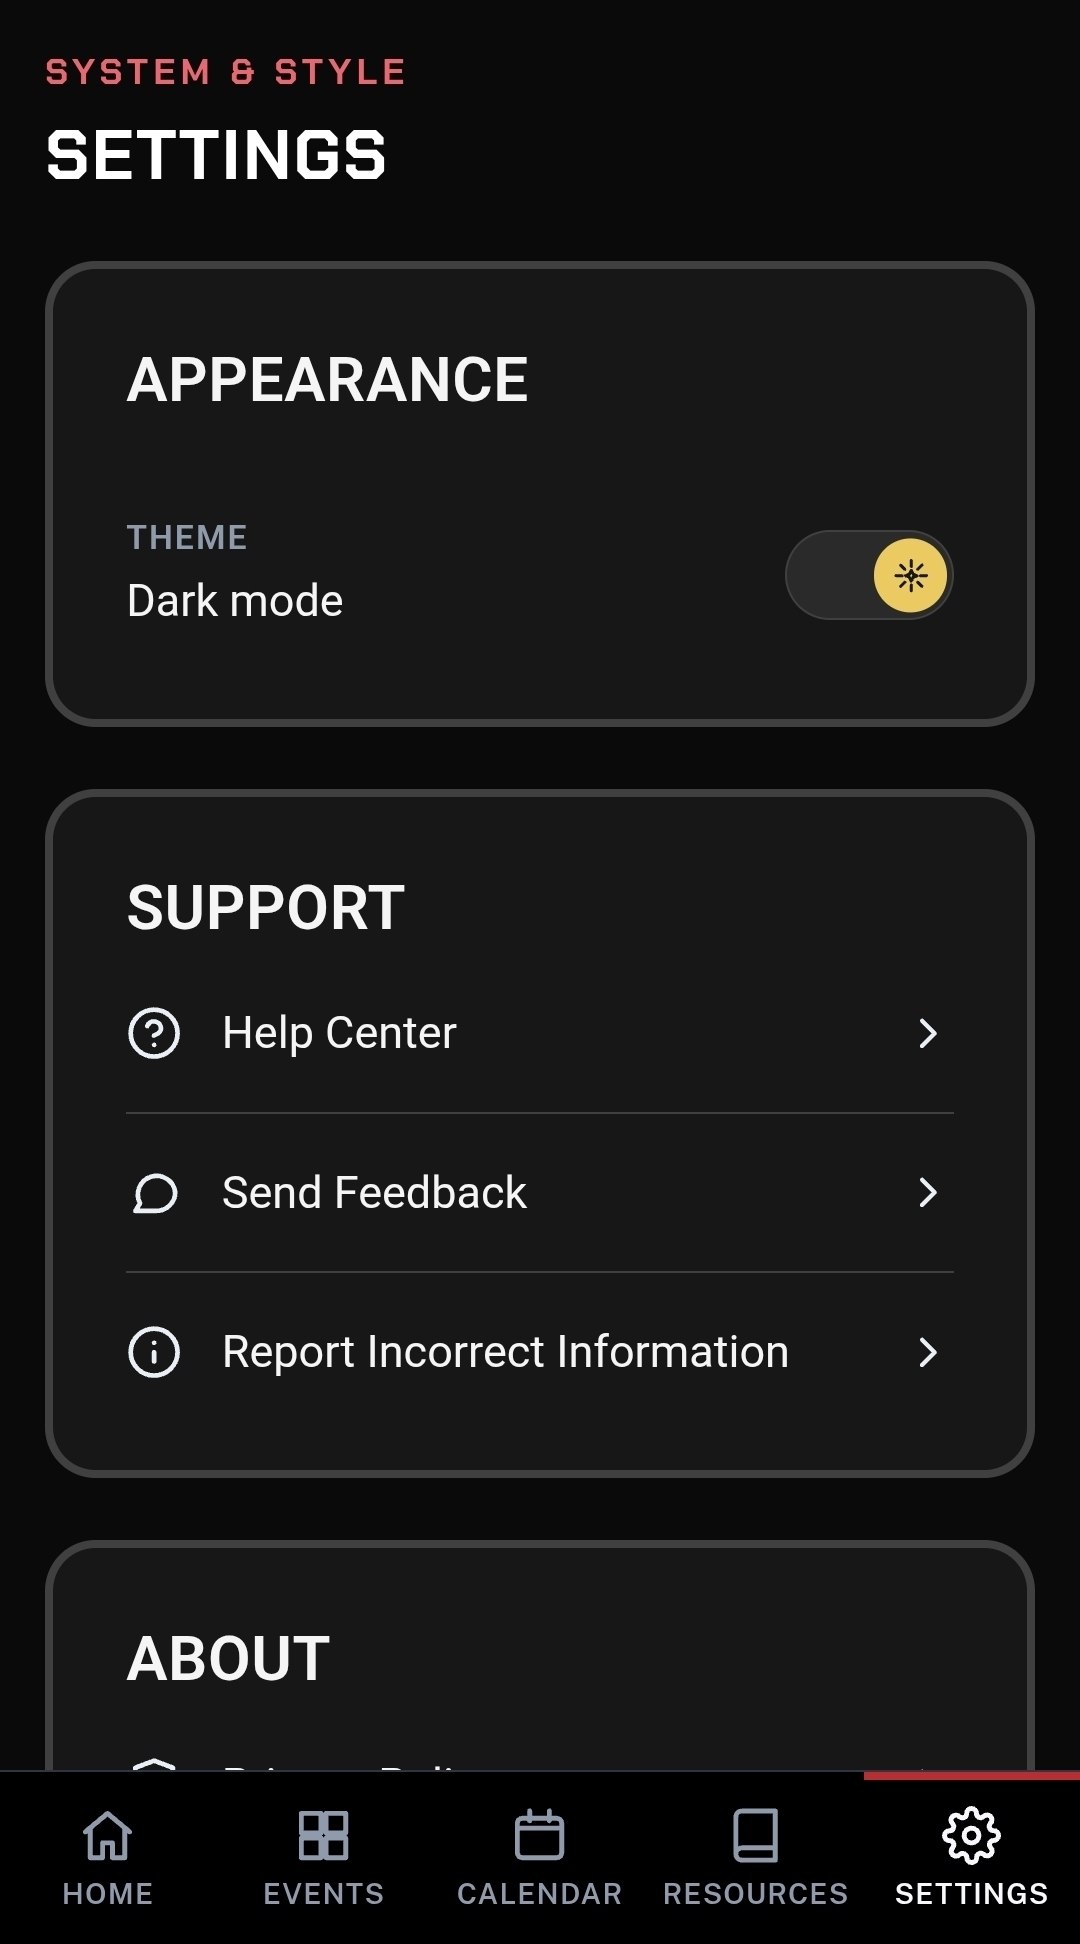 SYSTEM & STYLE
SETTINGS
APPEARANCE
THEME
Dark mode
SUPPORT
Help Center
Send Feedback
Report Incorrect Information
ABOUT
HOME
EVENTS
CALENDAR
RESOURCES
SETTINGS